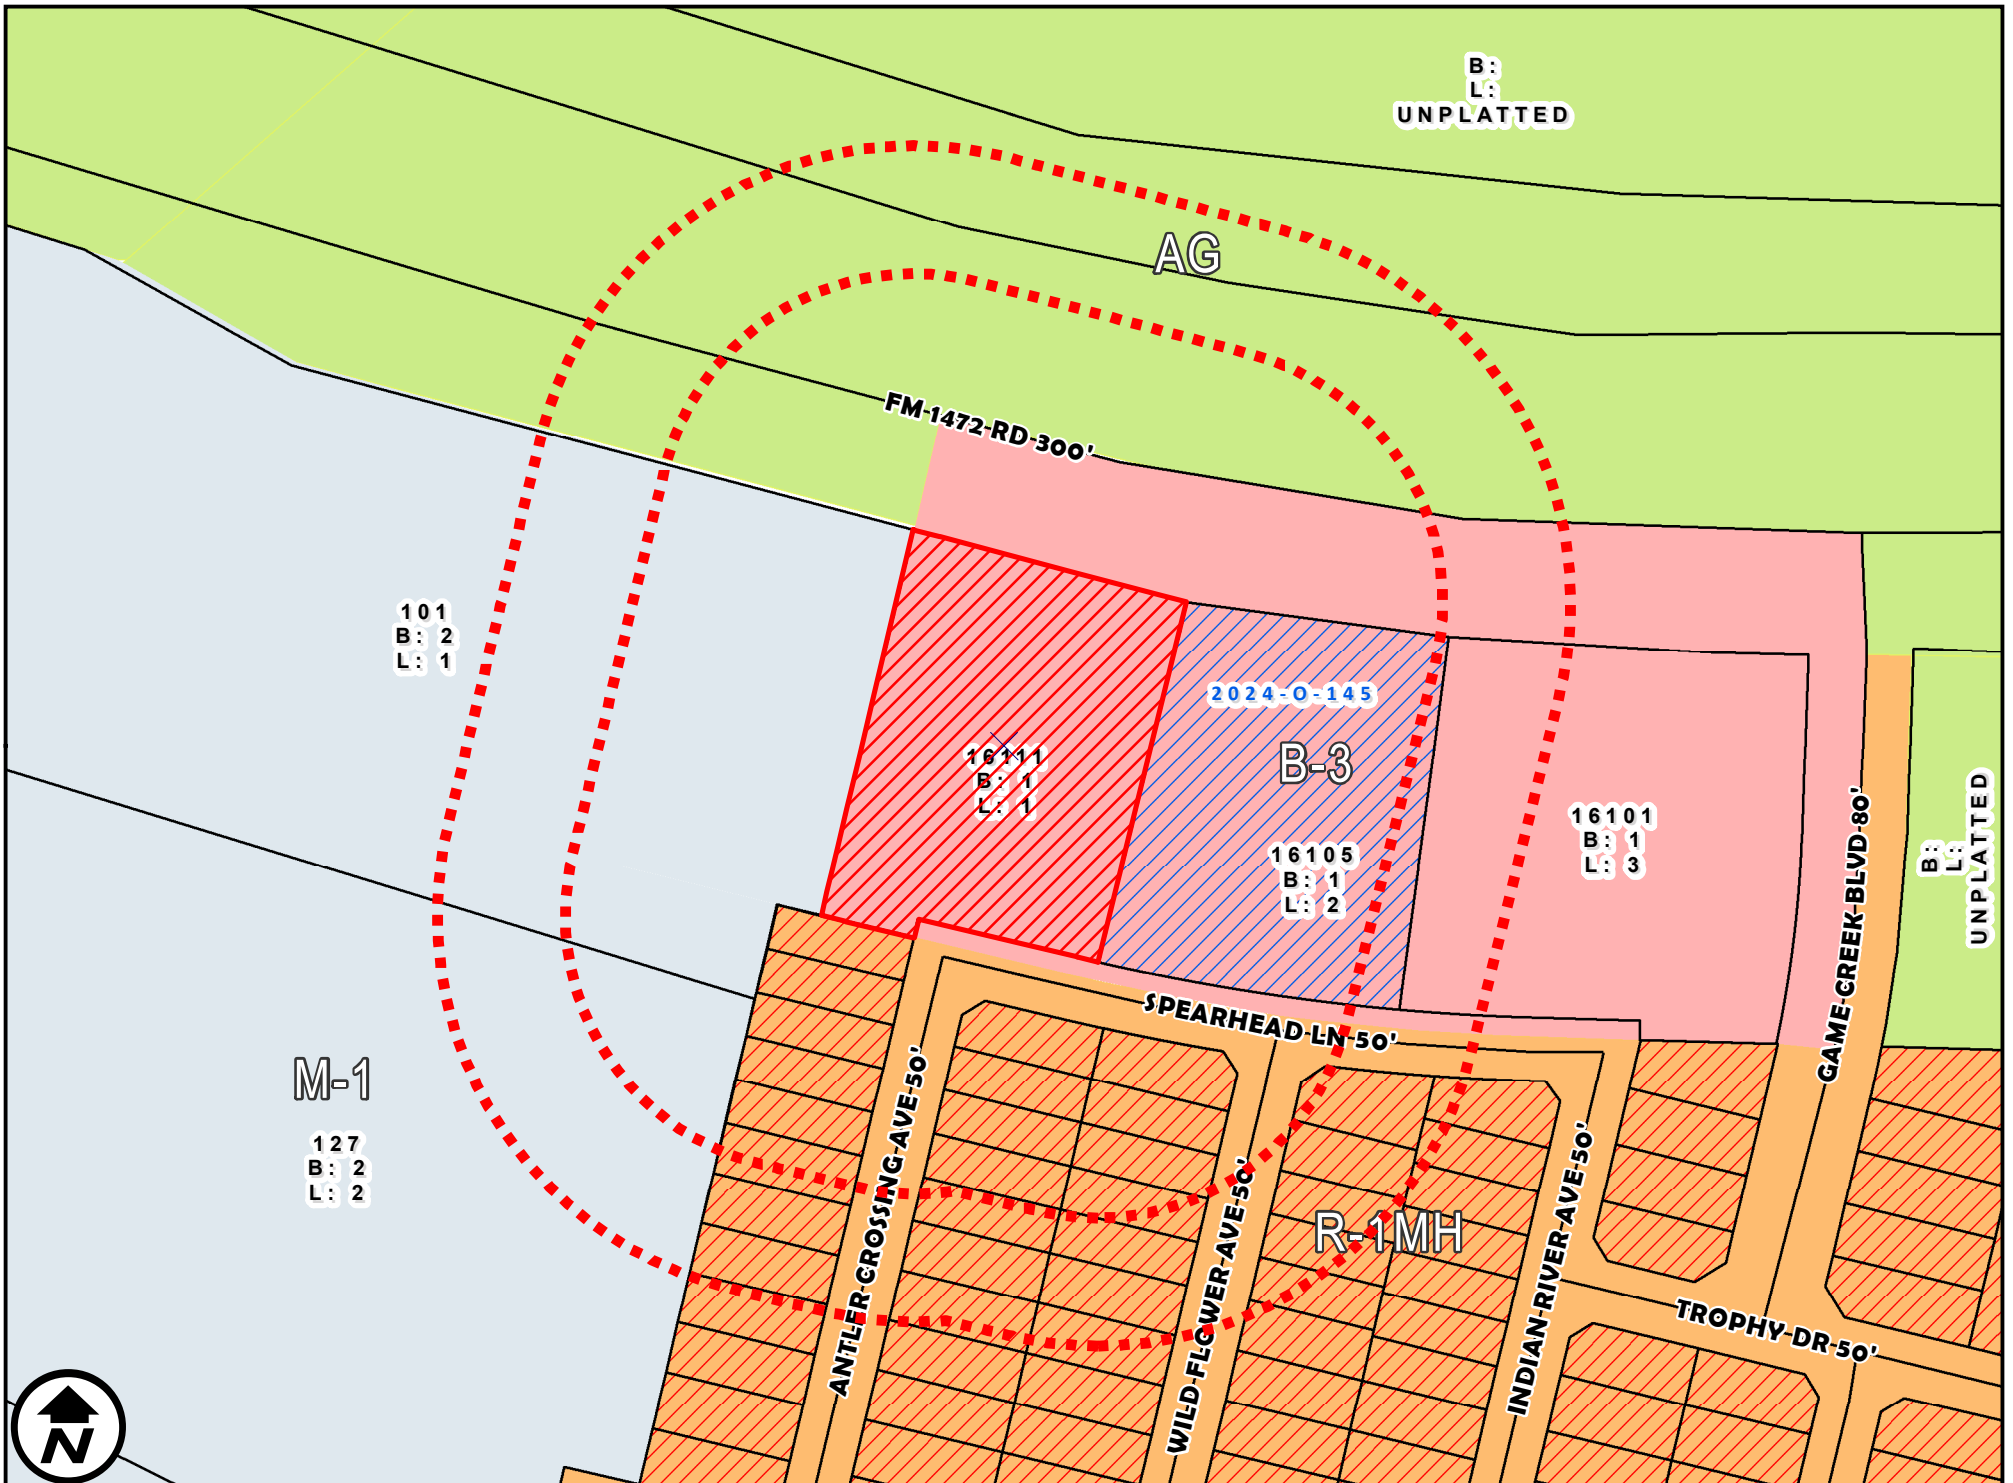 B:
L:
UNPLATTED
AG
FM 1472 RD 300'
101
B: 2
L: 1
2024-O-145
B-3
16111
B: 1
L: 1
16101
B: 1
L: 3
16105
B: 1
L: 2
B:
L:
UNPLATTED
GAME CREEK BLVD 80'
SPEARHEAD LN 50'
M-1
127
B: 2
L: 2
ANTLER CROSSING AVE 50'
WILD FLOWER AVE 50'
R-1MH
INDIAN RIVER AVE 50'
TROPHY DR 50'
N